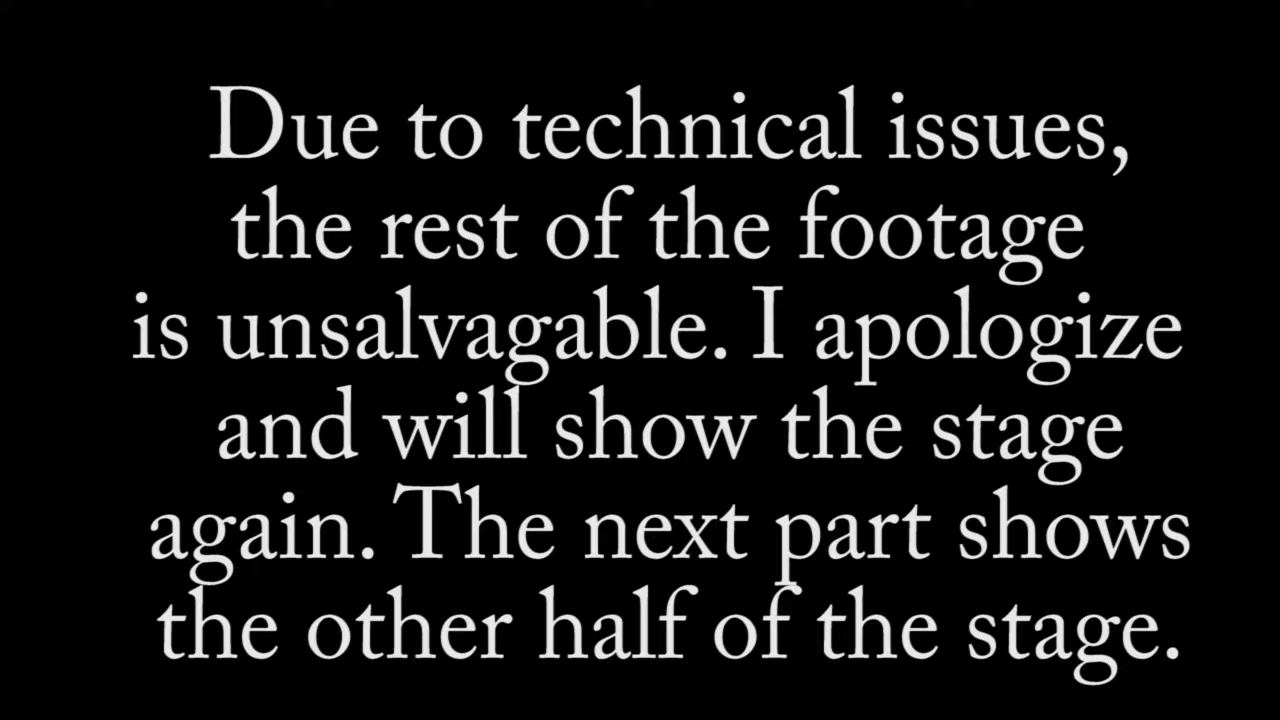 Due to technical issues,
the rest of the footage
is unsalvagable. I apologize
and will show the stage
again. The next part shows
the other half of the stage.